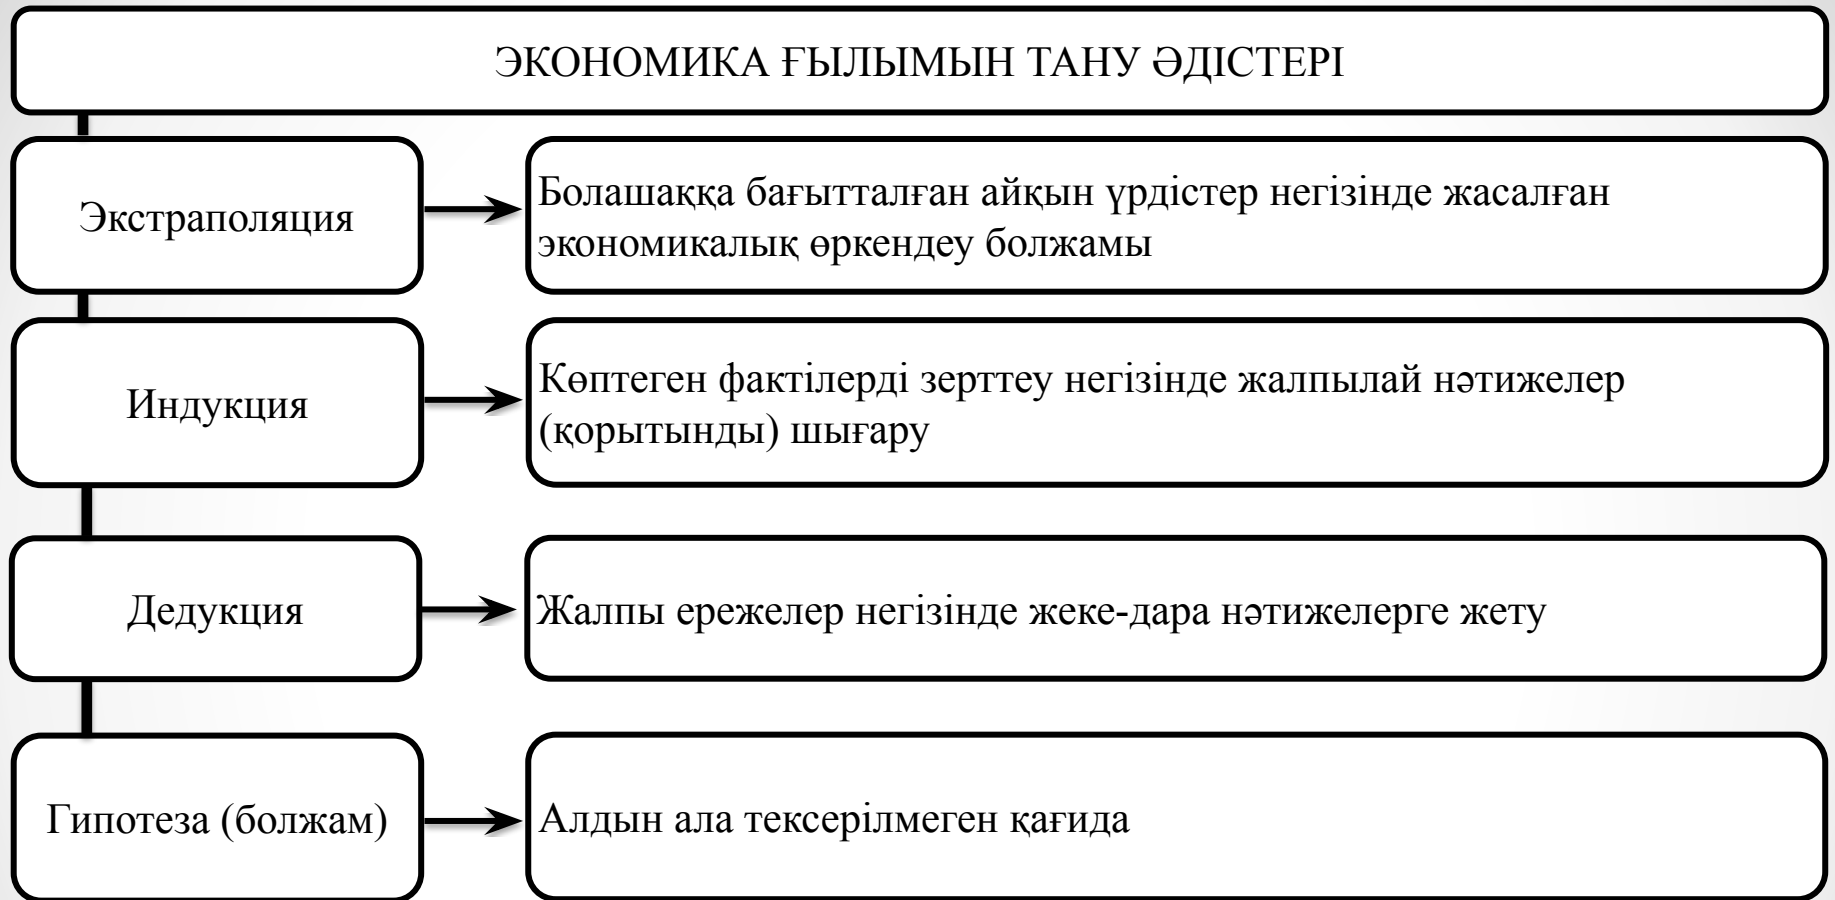 ЭКОНОМИКА ҒЫЛЫМЫН ТАНУ ӘДІСТЕРІ
Экстраполяция
Болашаққа бағытталған айқын үрдістер негізінде жасалған
экономикалық өркендеу болжамы
Индукция
Көптеген фактілерді зерттеу негізінде жалпылай нәтижелер
(қорытынды) шығару
Дедукция
Жалпы ережелер негізінде жеке-дара нәтижелерге жету
Гипотеза (болжам)
Алдын ала тексерілмеген қағида